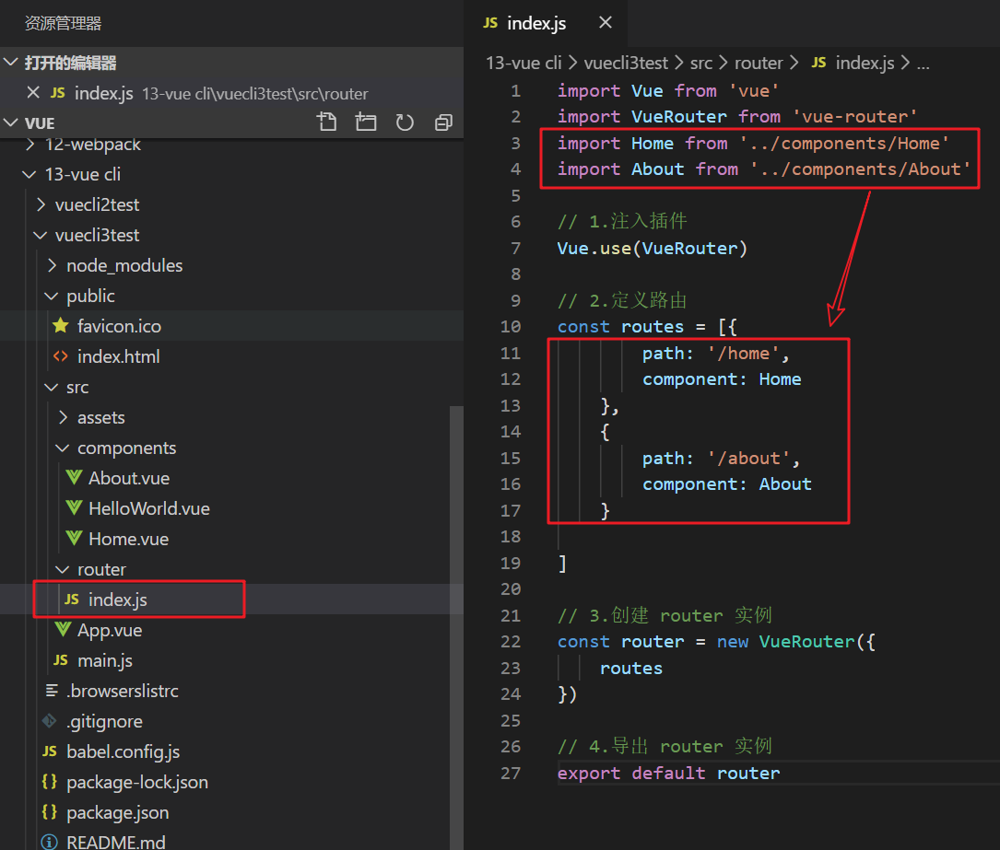 资源管理器
打开的编辑器
JS index.js 13-vue cli\vuecli3test\src\router
VUE
12-webpack
13-vue cli
vuecli2test
vuecli3test
node_modules
public
favicon.ico
<> index.html
src
assets
components
About.vue
HelloWorld.vue
Home.vue
router
JS index.js
App.vue
JS main.js
.browserslistrc
.gitignore
JS babel.config.js
{} package-lock.json
{} package.json
README.md
JS index.js
13-vue cli > vuecli3test > src > router > JS index.js > ...
1 import Vue from 'vue'
2 import VueRouter from 'vue-router'
3 import Home from '../components/Home'
4 import About from '../components/About'
5
6 // 1.注入插件
7 Vue.use(VueRouter)
8
9 // 2.定义路由
10 const routes = [{
11 path: '/home',
12 component: Home
13 },
14 {
15 path: '/about',
16 component: About
17 }
18
19 ]
20
21 // 3.创建 router 实例
22 const router = new VueRouter({
23 routes
24 })
25
26 // 4.导出 router 实例
27 export default router